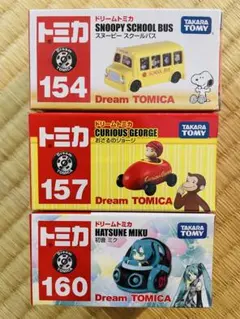 トミカ
154
ドリームトミカ
SNOOPY SCHOOL BUS
スヌーピー スクールバス
TAKARA TOMY
SCHOOL BUS
Dream TOMICA
トミカ
157
ドリームトミカ
CURIOUS GEORGE
おさるのジョージ
TAKARA TOMY
Dream TOMICA
トミカ
160
ドリームトミカ
HATSUNE MIKU
初音 ミク
TAKARA TOMY
Dream TOMICA